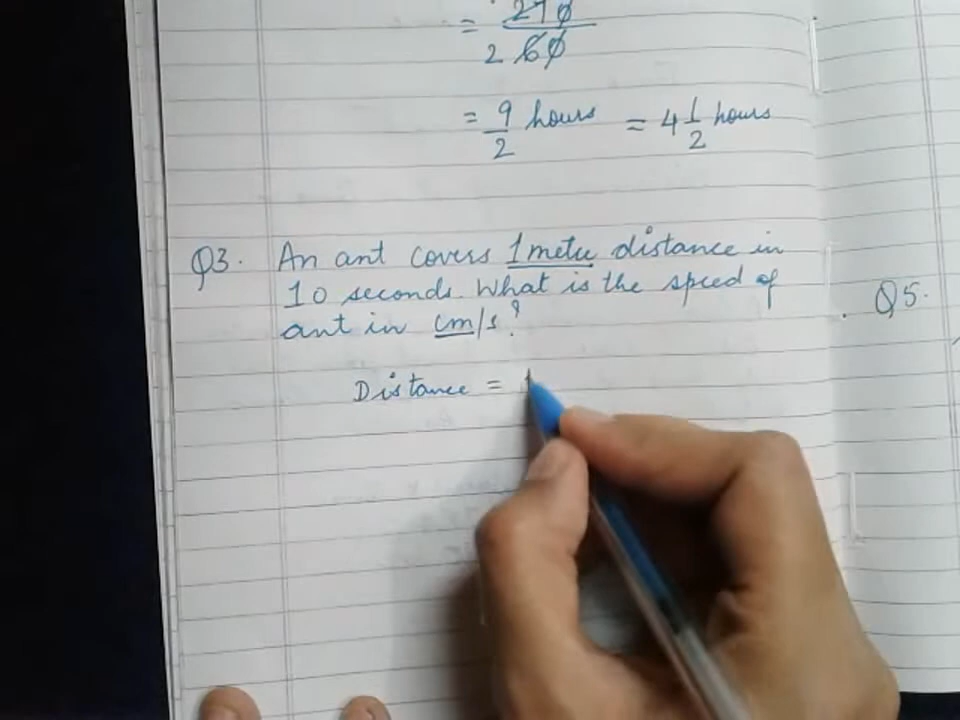 = 270
2 60
= 9/2 hours = 4 1/2 hours
Q3. An ant covers 1 metre distance in
10 seconds. What is the speed of
ant in cm/s?
Q5.
Distance =